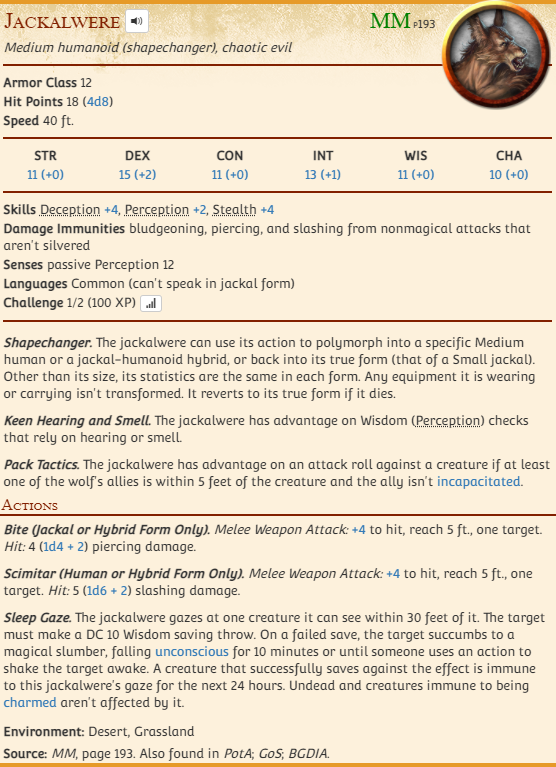 Jackalwere
MM P193
Medium humanoid (shapechanger), chaotic evil
Armor Class 12
Hit Points 18 (4d8)
Speed 40 ft.
STR DEX CON INT WIS CHA
11 (+0) 15 (+2) 11 (+0) 13 (+1) 11 (+0) 10 (+0)
Skills Deception +4, Perception +2, Stealth +4
Damage Immunities bludgeoning, piercing, and slashing from nonmagical attacks that
aren't silvered
Senses passive Perception 12
Languages Common (can't speak in jackal form)
Challenge 1/2 (100 XP)
Shapechanger. The jackalwere can use its action to polymorph into a specific Medium
human or a jackal–humanoid hybrid, or back into its true form (that of a Small jackal).
Other than its size, its statistics are the same in each form. Any equipment it is wearing
or carrying isn't transformed. It reverts to its true form if it dies.
Keen Hearing and Smell. The jackalwere has advantage on Wisdom (Perception) checks
that rely on hearing or smell.
Pack Tactics. The jackalwere has advantage on an attack roll against a creature if at least
one of the wolf's allies is within 5 feet of the creature and the ally isn't incapacitated.
Actions
Bite (Jackal or Hybrid Form Only). Melee Weapon Attack: +4 to hit, reach 5 ft., one target.
Hit: 4 (1d4 + 2) piercing damage.
Scimitar (Human or Hybrid Form Only). Melee Weapon Attack: +4 to hit, reach 5 ft., one
target. Hit: 5 (1d6 + 2) slashing damage.
Sleep Gaze. The jackalwere gazes at one creature it can see within 30 feet of it. The target
must make a DC 10 Wisdom saving throw. On a failed save, the target succumbs to a
magical slumber, falling unconscious for 10 minutes or until someone uses an action to
shake the target awake. A creature that successfully saves against the effect is immune
to this jackalwere's gaze for the next 24 hours. Undead and creatures immune to being
charmed aren't affected by it.
Environment: Desert, Grassland
Source: MM, page 193. Also found in PotA; GoS; BGDIA.